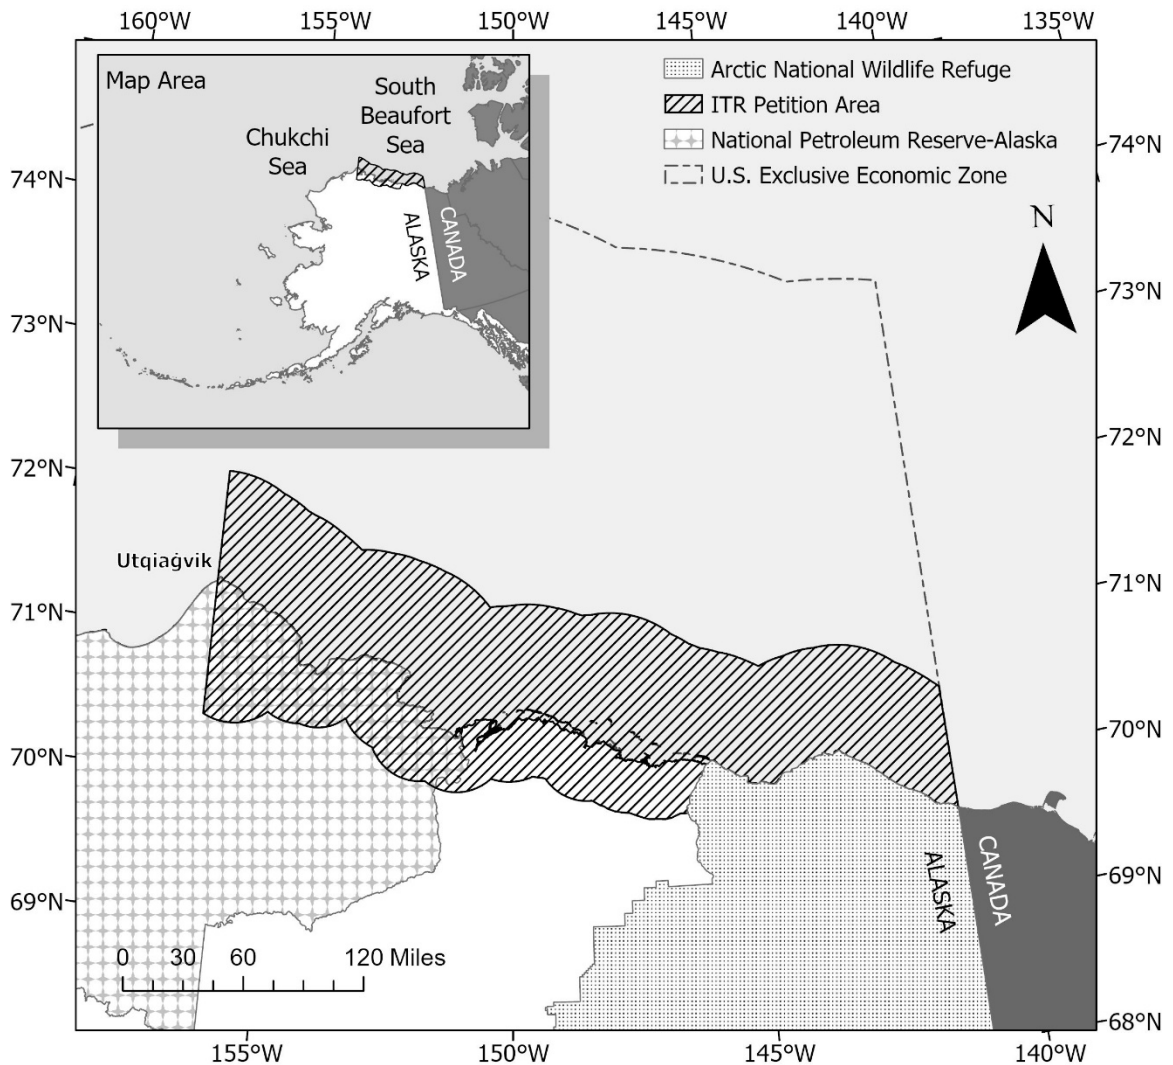 160°W 155°W 150°W 145°W 140°W 135°W
Map Area
South
Beaufort
Sea
Chukchi
Sea
ALASKA
CANADA
Arctic National Wildlife Refuge
ITR Petition Area
National Petroleum Reserve-Alaska
U.S. Exclusive Economic Zone
N
74°N
73°N
72°N
71°N
70°N
69°N
74°N
73°N
72°N
71°N
70°N
69°N
68°N
Utqiaġvik
ALASKA
CANADA
0 30 60 120 Miles
155°W 150°W 145°W 140°W